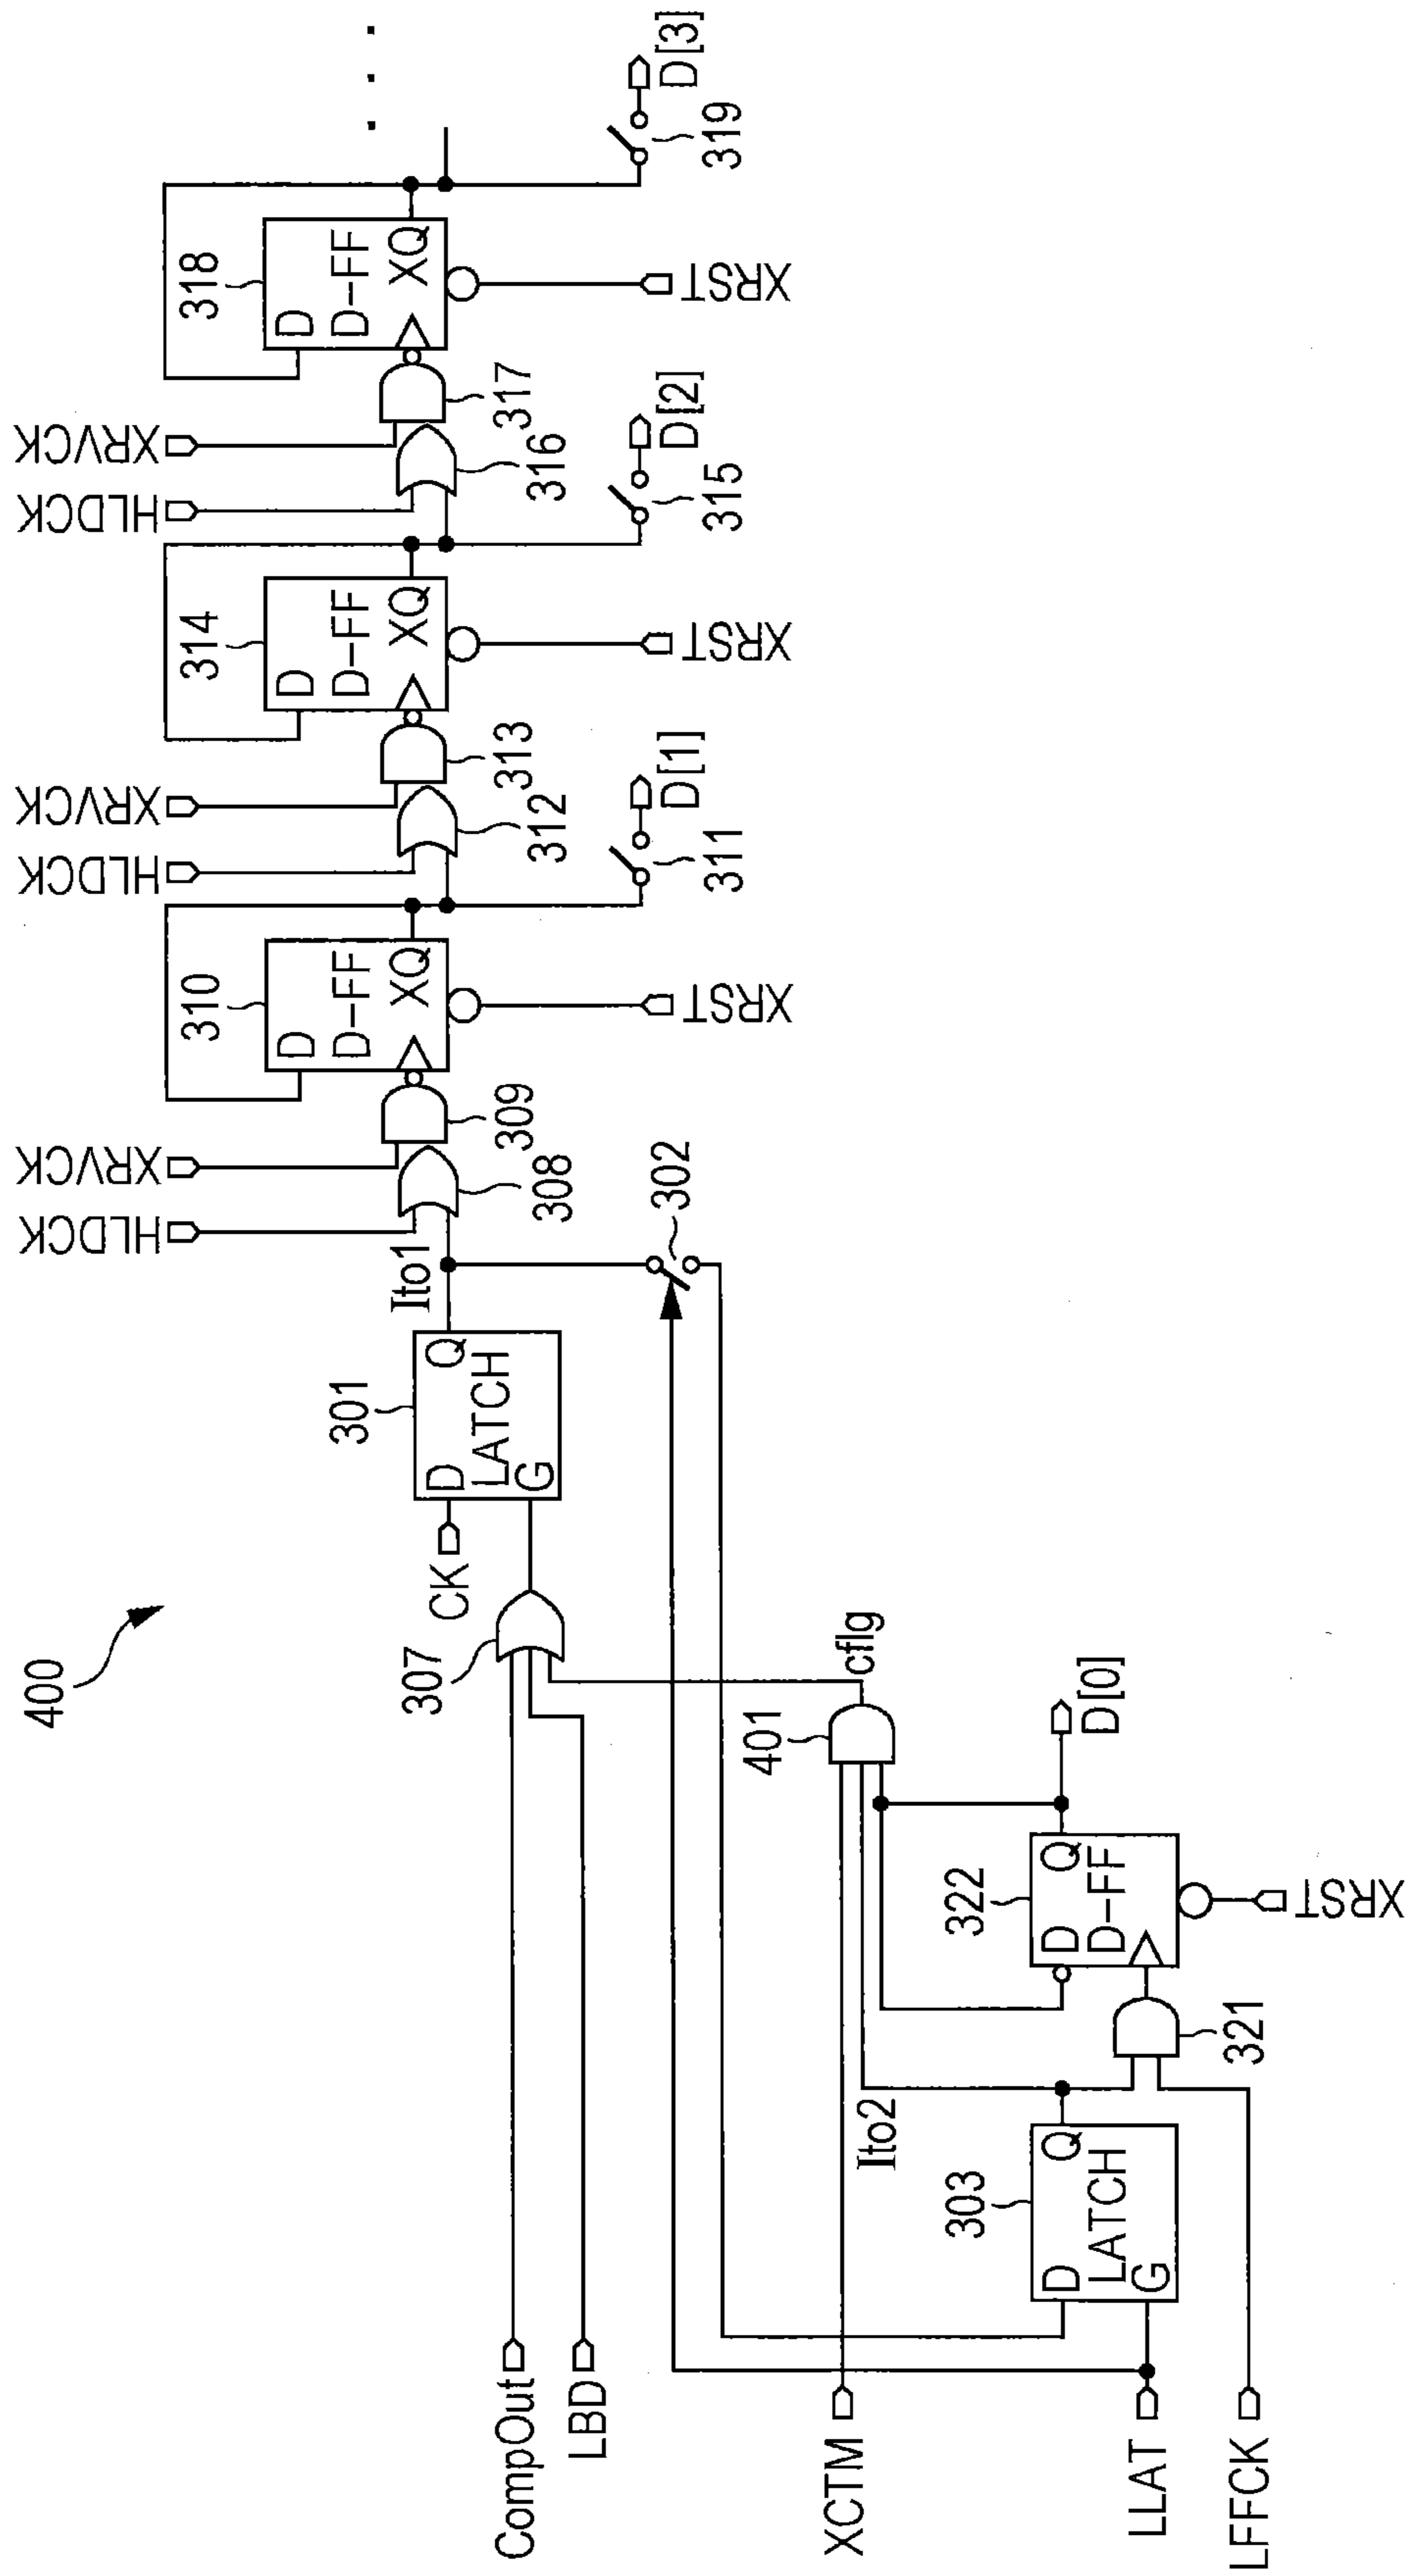 400
CompOut
LBD
307
CK
301
D
Q
LATCH
G
Ito1
HLDCK
XRVCK
308
309
310
D
D-FF
XQ
XRST
311
D[1]
HLDCK
XRVCK
312
313
314
D
D-FF
XQ
XRST
315
D[2]
HLDCK
XRVCK
316
317
318
D
D-FF
XQ
XRST
319
D[3]
. . .
302
XCTM
LLAT
LFFCK
303
D
Q
LATCH
G
Ito2
321
322
D
Q
D-FF
XRST
401
cflg
D[0]